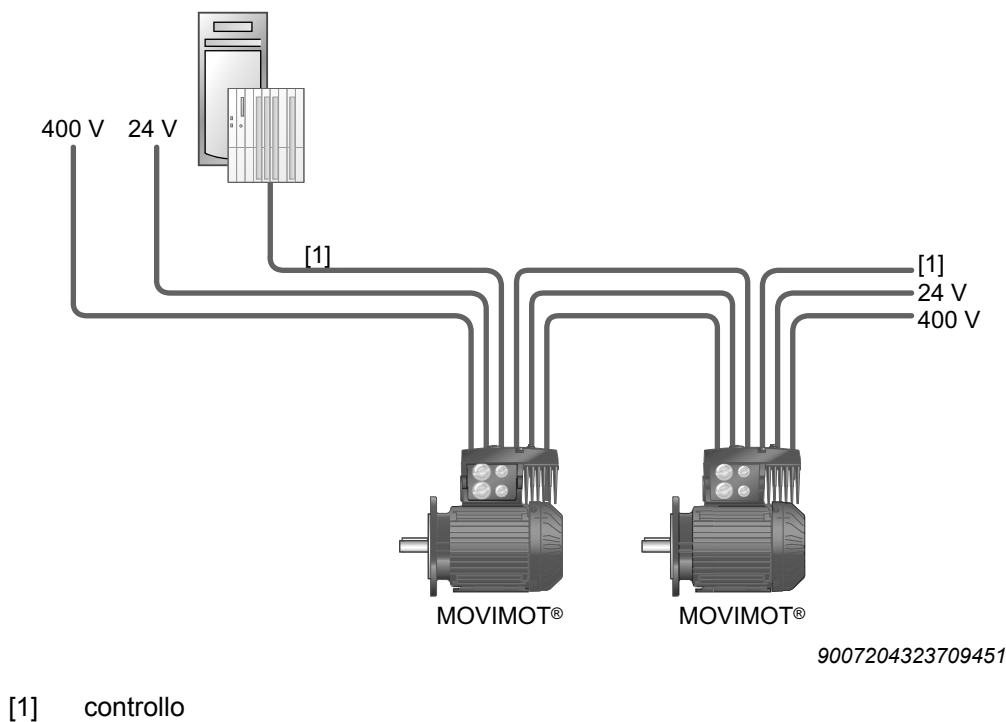 400 V 24 V
[1]
[1]
24 V
400 V
MOVIMOT® MOVIMOT®
9007204323709451
[1] controllo